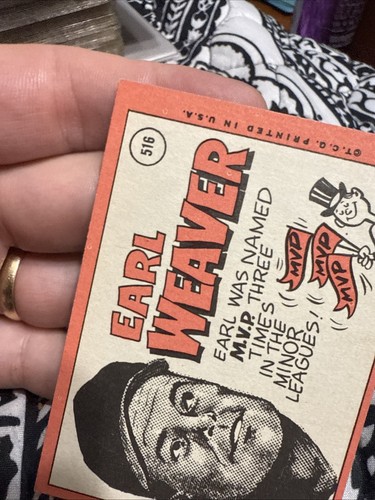 ©T.C.G. PRINTED IN U.S.A.
516
EARL
WEAVER
EARL WAS NAMED
M.V.P. THREE
TIMES
IN THE
MINOR
LEAGUES!
MVP
MVP
MVP